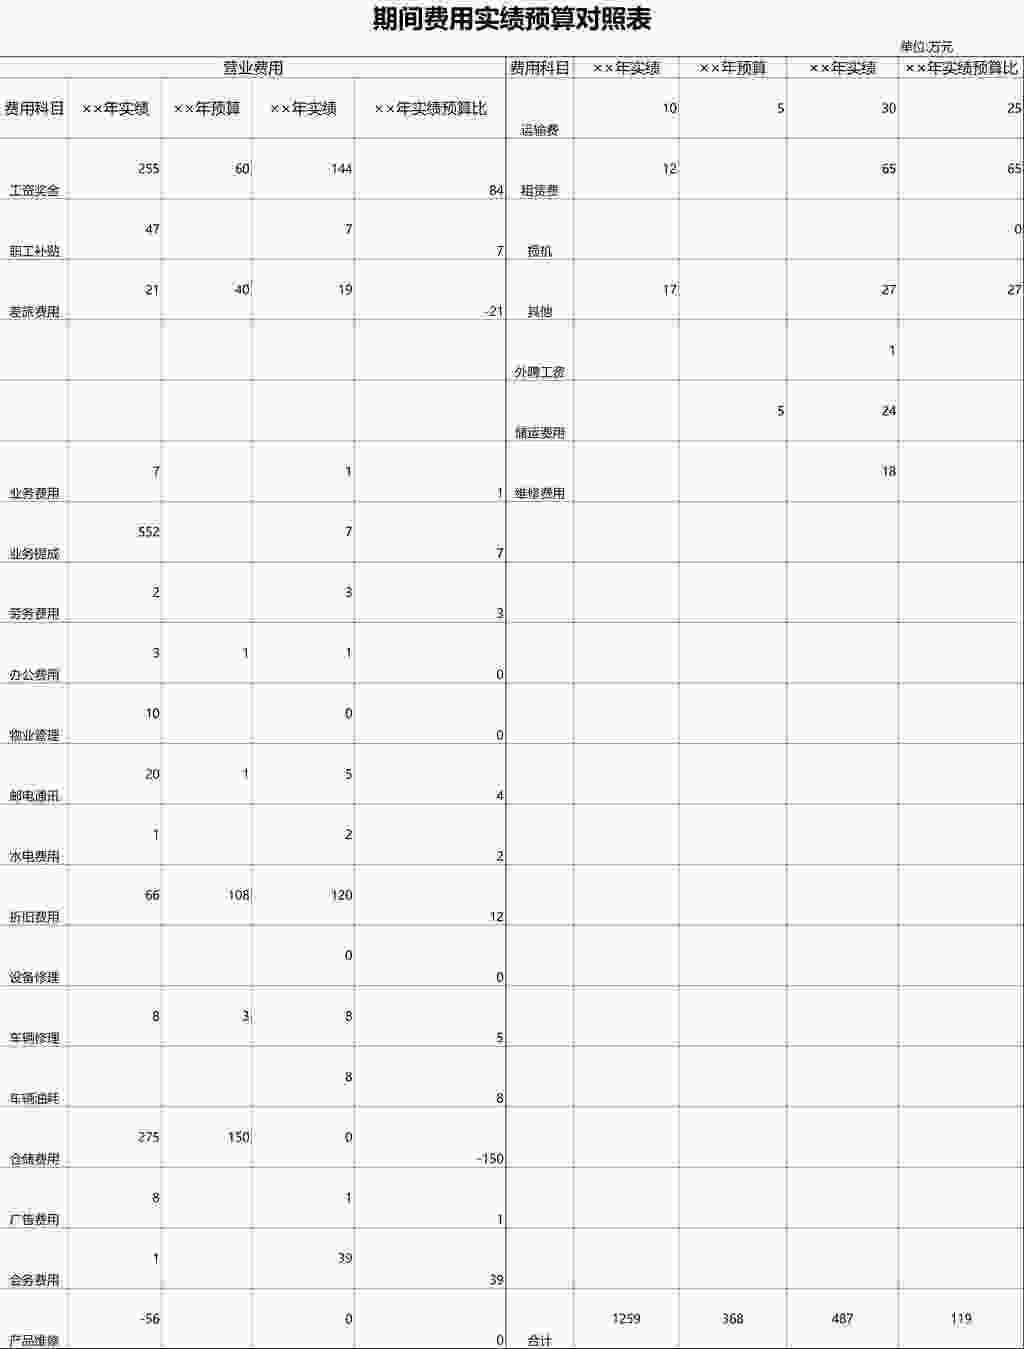 期间费用实绩预算对照表
单位:万元
营业费用 费用科目 ××年实绩 ××年预算 ××年实绩 ××年实绩预算比
费用科目 ××年实绩 ××年预算 ××年实绩 ××年实绩预算比 运输费 10 5 30 25
工资奖金 255 60 144 84 租赁费 12 65 65
职工补贴 47 7 7 损机 0
差旅费用 21 40 19 -21 其他 17 27 27
外聘工资 1
储运费用 5 24
业务费用 7 1 1 维修费用 18
业务提成 552 7 7
劳务费用 2 3 3
办公费用 3 1 1 0
物业管理 10 0 0
邮电通讯 20 1 5 4
水电费用 1 2 2
折旧费用 66 108 120 12
设备修理 0 0
车辆修理 8 3 8 5
车辆油耗 8 8
仓储费用 275 150 0 -150
广告费用 8 1 1
会务费用 1 39 39
产品维修 -56 0 0 合计 1259 368 487 119